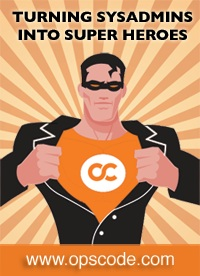 TURNING SYSADMINS
INTO SUPER HEROES
www.opscode.com